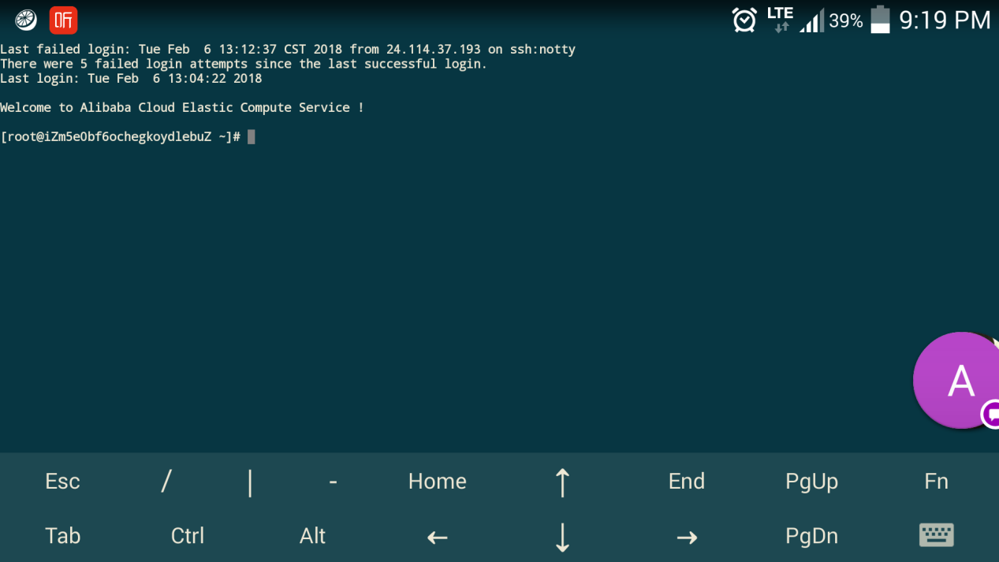 听
LTE
39%
9:19 PM
Last failed login: Tue Feb  6 13:12:37 CST 2018 from 24.114.37.193 on ssh:notty
There were 5 failed login attempts since the last successful login.
Last login: Tue Feb  6 13:04:22 2018
Welcome to Alibaba Cloud Elastic Compute Service !
[root@iZm5e0bf6ochegkoydlebuZ ~]#
A
Esc / | - Home ↑ End PgUp Fn
Tab Ctrl Alt ← ↓ → PgDn